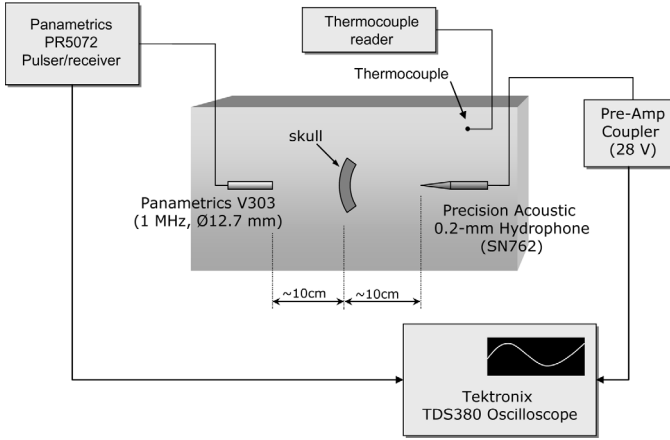 Panametrics
PR5072
Pulser/receiver
Thermocouple
reader
Thermocouple
Pre-Amp
Coupler
(28 V)
skull
Panametrics V303
(1 MHz, Ø12.7 mm)
Precision Acoustic
0.2-mm Hydrophone
(SN762)
~10cm
~10cm
Tektronix
TDS380 Oscilloscope